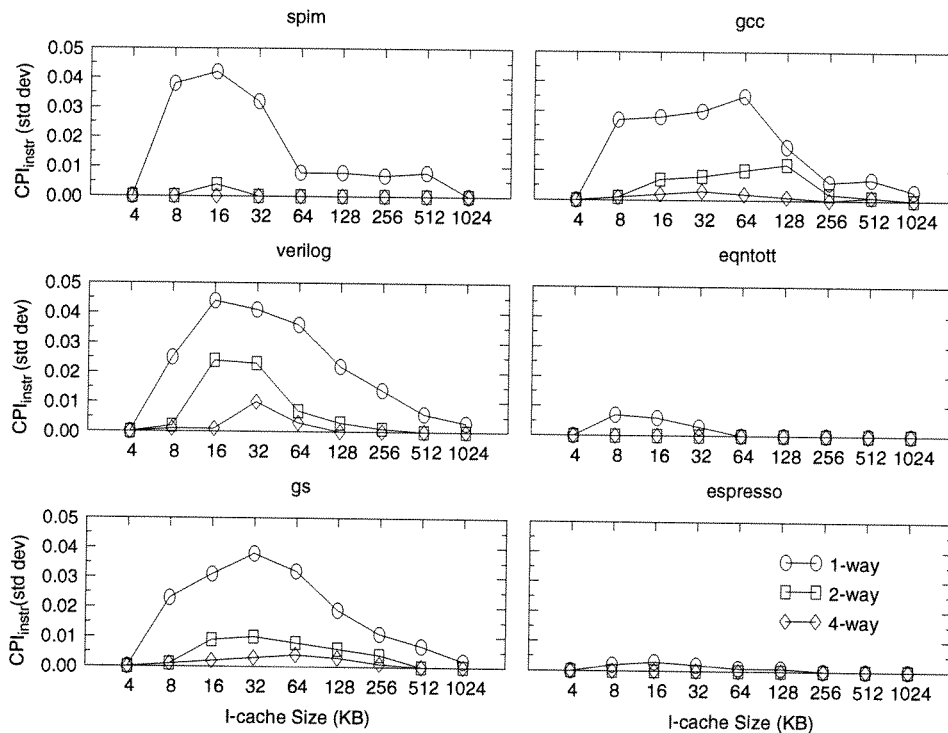 spim
gcc
CPIinstr (std dev)
0.05
0.04
0.03
0.02
0.01
0.00
4 8 16 32 64 128 256 512 1024
4 8 16 32 64 128 256 512 1024
verilog
eqntott
CPIinstr (std dev)
0.05
0.04
0.03
0.02
0.01
0.00
4 8 16 32 64 128 256 512 1024
4 8 16 32 64 128 256 512 1024
gs
espresso
CPIinstr(std dev)
0.05
0.04
0.03
0.02
0.01
0.00
4 8 16 32 64 128 256 512 1024
I-cache Size (KB)
1-way
2-way
4-way
4 8 16 32 64 128 256 512 1024
I-cache Size (KB)